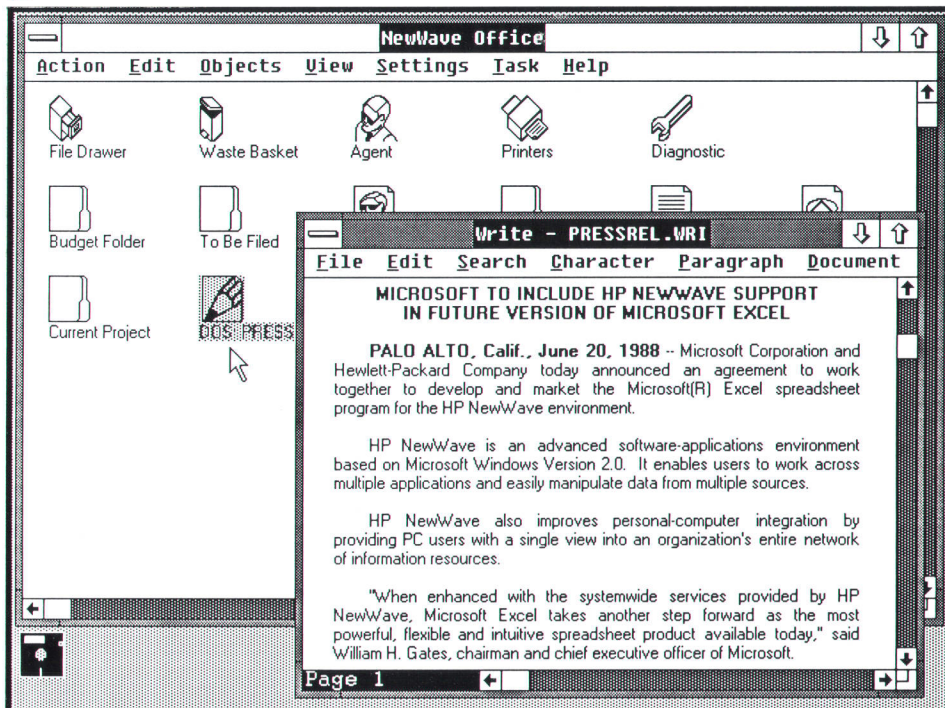 NewWave Office
Action Edit Objects View Settings Task Help
File Drawer Waste Basket Agent Printers Diagnostic
Budget Folder To Be Filed
Current Project DOS PRESS
Write - PRESSREL.WRI
File Edit Search Character Paragraph Document
MICROSOFT TO INCLUDE HP NEWWAVE SUPPORT
IN FUTURE VERSION OF MICROSOFT EXCEL
PALO ALTO, Calif., June 20, 1988 -- Microsoft Corporation and
Hewlett-Packard Company today announced an agreement to work
together to develop and market the Microsoft(R) Excel spreadsheet
program for the HP NewWave environment.
HP NewWave is an advanced software-applications environment
based on Microsoft Windows Version 2.0. It enables users to work across
multiple applications and easily manipulate data from multiple sources.
HP NewWave also improves personal-computer integration by
providing PC users with a single view into an organization's entire network
of information resources.
"When enhanced with the systemwide services provided by HP
NewWave, Microsoft Excel takes another step forward as the most
powerful, flexible and intuitive spreadsheet product available today," said
William H. Gates, chairman and chief executive officer of Microsoft.
Page 1